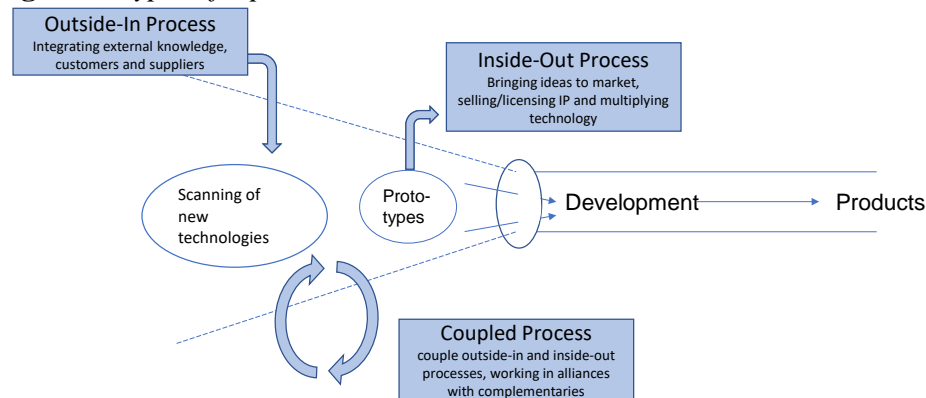 Outside-In Process
Integrating external knowledge,
customers and suppliers
Inside-Out Process
Bringing ideas to market,
selling/licensing IP and multiplying
technology
Scanning of
new
technologies
Proto-
types
Development
Products
Coupled Process
couple outside-in and inside-out
processes, working in alliances
with complementaries